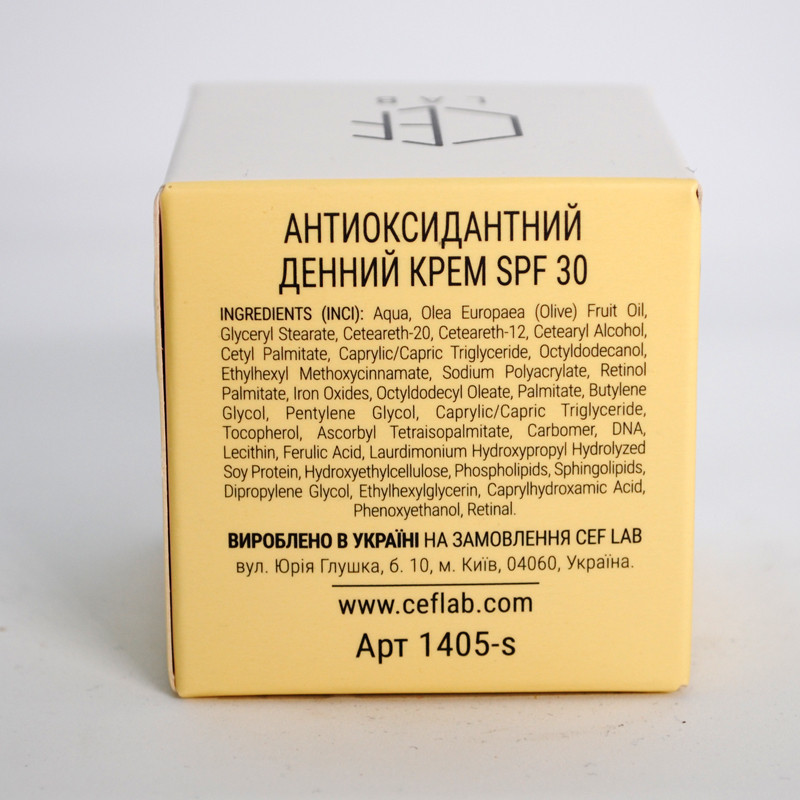 CEF
LAB
АНТИОКСИДАНТНИЙ
ДЕННИЙ КРЕМ SPF 30
INGREDIENTS (INCI): Aqua, Olea Europaea (Olive) Fruit Oil,
Glyceryl Stearate, Ceteareth-20, Ceteareth-12, Cetearyl Alcohol,
Cetyl Palmitate, Caprylic/Capric Triglyceride, Octyldodecanol,
Ethylhexyl Methoxycinnamate, Sodium Polyacrylate, Retinol
Palmitate, Iron Oxides, Octyldodecyl Oleate, Palmitate, Butylene
Glycol, Pentylene Glycol, Caprylic/Capric Triglyceride,
Tocopherol, Ascorbyl Tetraisopalmitate, Carbomer, DNA,
Lecithin, Ferulic Acid, Laurdimonium Hydroxypropyl Hydrolyzed
Soy Protein, Hydroxyethylcellulose, Phospholipids, Sphingolipids,
Dipropylene Glycol, Ethylhexylglycerin, Caprylhydroxamic Acid,
Phenoxyethanol, Retinal.
ВИРОБЛЕНО В УКРАЇНІ НА ЗАМОВЛЕННЯ CEF LAB
вул. Юрія Глушка, б. 10, м. Київ, 04060, Україна.
www.ceflab.com
Арт 1405-s